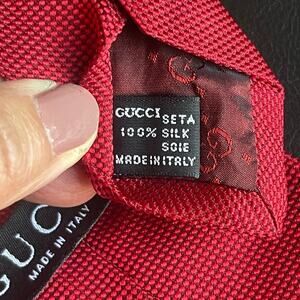 GUCCI SETA
100% SILK
SOIE
MADE IN ITALY
GUCCI
MADE IN ITALY